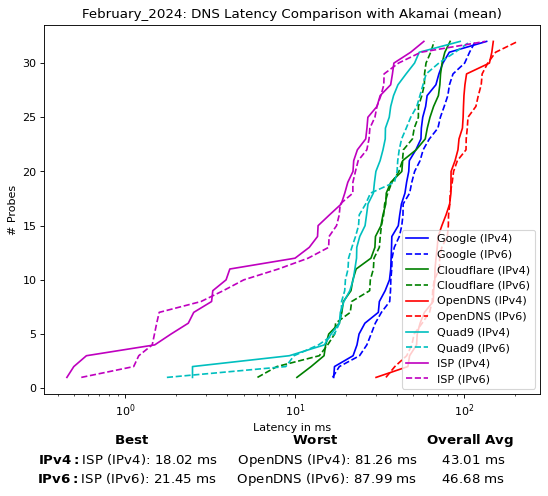 February_2024: DNS Latency Comparison with Akamai (mean)
# Probes
30
25
20
15
10
5
0
Google (IPv4)
Google (IPv6)
Cloudflare (IPv4)
Cloudflare (IPv6)
OpenDNS (IPv4)
OpenDNS (IPv6)
Quad9 (IPv4)
Quad9 (IPv6)
ISP (IPv4)
ISP (IPv6)
10⁰ 10¹ 10²
Latency in ms
Best Worst Overall Avg
IPv4: ISP (IPv4): 18.02 ms OpenDNS (IPv4): 81.26 ms 43.01 ms
IPv6: ISP (IPv6): 21.45 ms OpenDNS (IPv6): 87.99 ms 46.68 ms